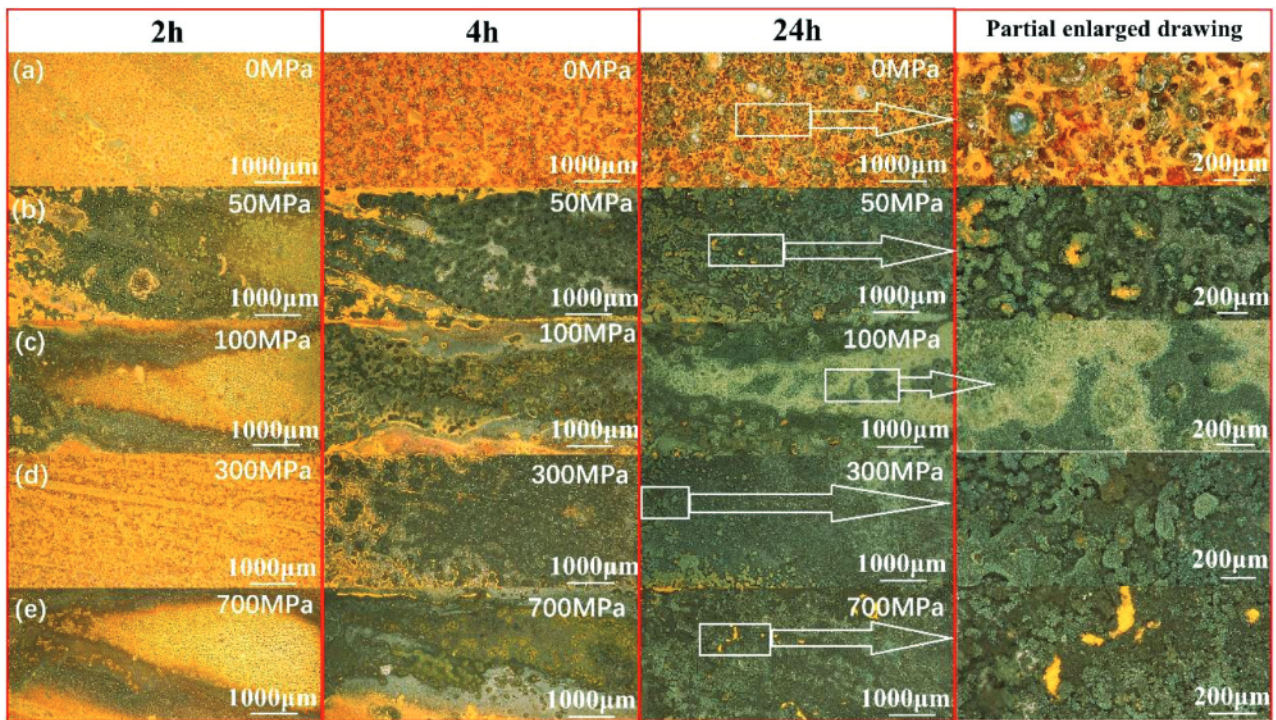 2h 4h 24h Partial enlarged drawing
(a) 0MPa 0MPa 0MPa
1000μm 1000μm 1000μm 200μm
(b) 50MPa 50MPa 50MPa
1000μm 1000μm 1000μm 200μm
(c) 100MPa 100MPa 100MPa
1000μm 1000μm 1000μm 200μm
(d) 300MPa 300MPa 300MPa
1000μm 1000μm 1000μm 200μm
(e) 700MPa 700MPa 700MPa
1000μm 1000μm 1000μm 200μm